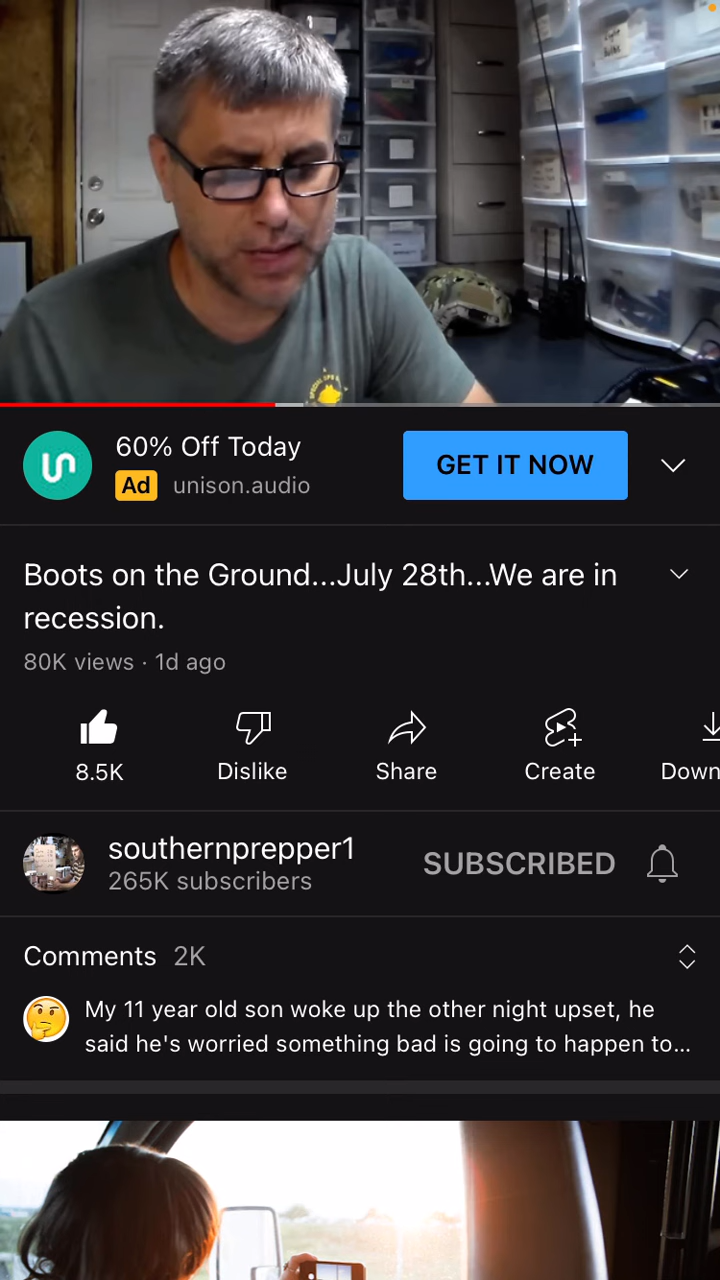 60% Off Today
Ad unison.audio
GET IT NOW
Boots on the Ground...July 28th...We are in
recession.
80K views · 1d ago
8.5K
Dislike
Share
Create
Down
southernprepper1
265K subscribers
SUBSCRIBED
Comments 2K
My 11 year old son woke up the other night upset, he
said he's worried something bad is going to happen to...